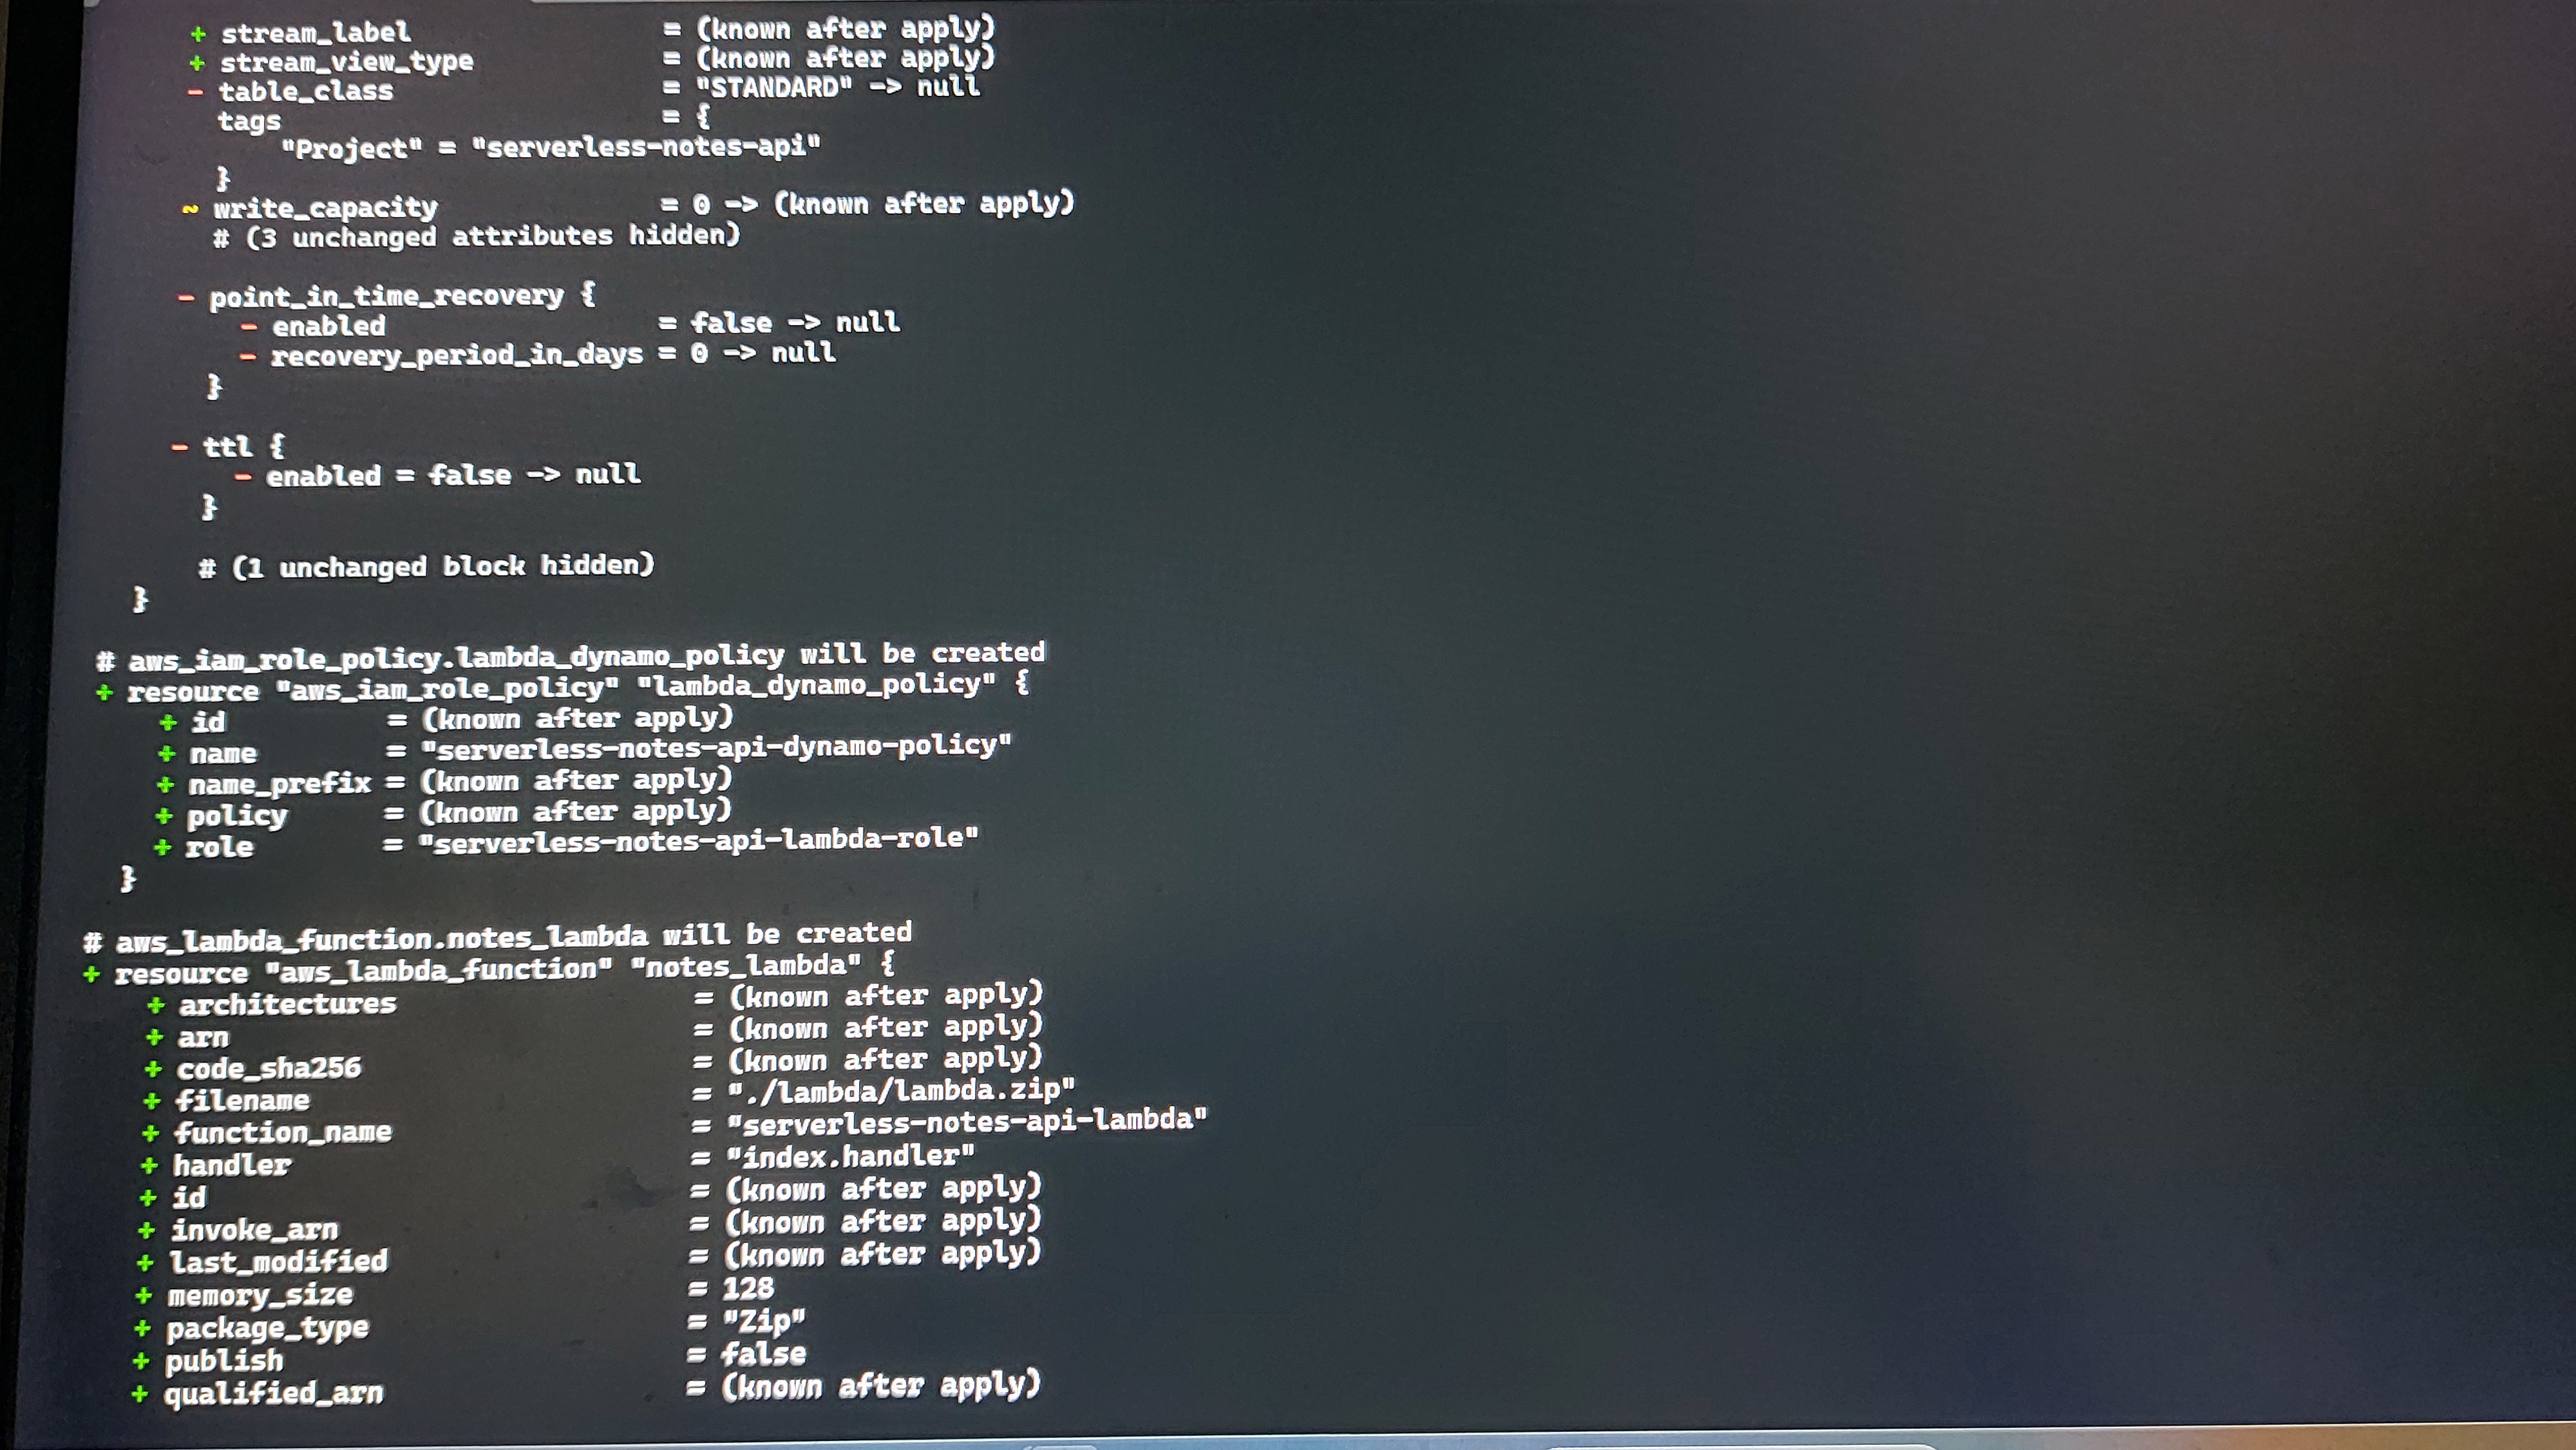 + stream_label = (known after apply)
+ stream_view_type = (known after apply)
- table_class = "STANDARD" -> null
tags = {
"Project" = "serverless-notes-api"
}
~ write_capacity = 0 -> (known after apply)
# (3 unchanged attributes hidden)
- point_in_time_recovery {
- enabled = false -> null
- recovery_period_in_days = 0 -> null
}
- ttl {
- enabled = false -> null
}
# (1 unchanged block hidden)
}
# aws_iam_role_policy.lambda_dynamo_policy will be created
+ resource "aws_iam_role_policy" "lambda_dynamo_policy" {
+ id = (known after apply)
+ name = "serverless-notes-api-dynamo-policy"
+ name_prefix = (known after apply)
+ policy = (known after apply)
+ role = "serverless-notes-api-lambda-role"
}
# aws_lambda_function.notes_lambda will be created
+ resource "aws_lambda_function" "notes_lambda" {
+ architectures = (known after apply)
+ arn = (known after apply)
+ code_sha256 = (known after apply)
+ filename = "./lambda/lambda.zip"
+ function_name = "serverless-notes-api-lambda"
+ handler = "index.handler"
+ id = (known after apply)
+ invoke_arn = (known after apply)
+ last_modified = (known after apply)
+ memory_size = 128
+ package_type = "Zip"
+ publish = false
+ qualified_arn = (known after apply)